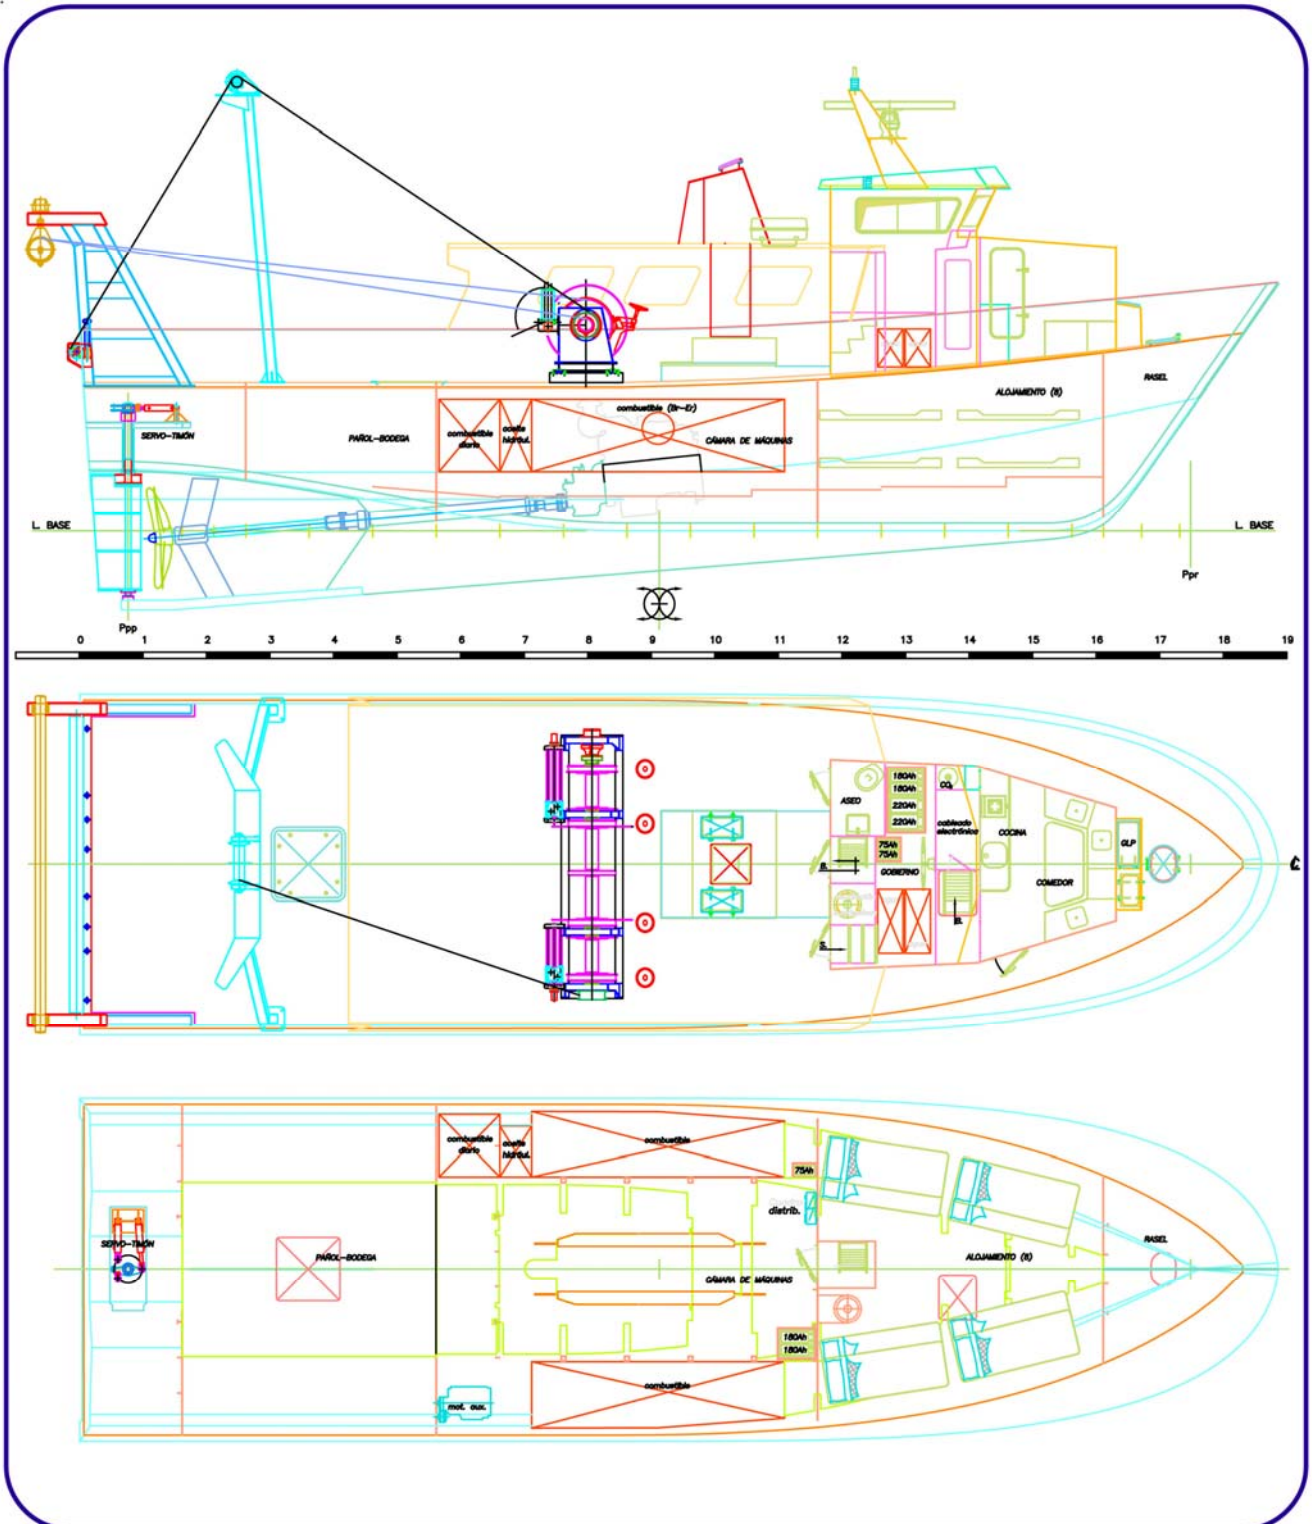 combustible (Br-Er)
ALOJAMIENTO (8)
RASEL
SERVO-TIMÓN
PAÑOL-BODEGA
combustible
diario
aceite
hidrául.
CÁMARA DE MÁQUINAS
L. BASE
L. BASE
Ppr
Ppp
0 1 2 3 4 5 6 7 8 9 10 11 12 13 14 15 16 17 18 19
ASEO
180Ah
180Ah
220Ah
220Ah
CO2
cableado
electrónico
COCINA
GLP
75Ah
75Ah
B.
GOBIERNO
COMEDOR
B.
S.
combustible
diario
aceite
hidrául.
combustible
75Ah
distrib.
SERVO-TIMÓN
PAÑOL-BODEGA
CÁMARA DE MÁQUINAS
ALOJAMIENTO (8)
RASEL
180Ah
180Ah
combustible
mot. aux.